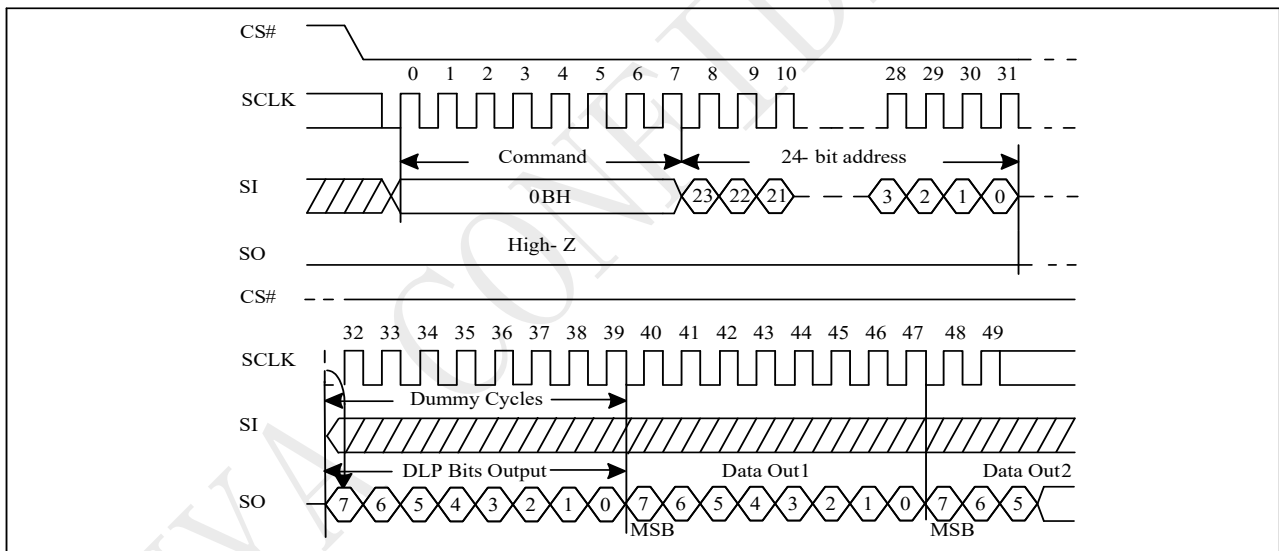 CS#
0 1 2 3 4 5 6 7 8 9 10 28 29 30 31
SCLK
Command 24- bit address
SI 0BH 23 22 21 3 2 1 0
High- Z
SO
CS#
32 33 34 35 36 37 38 39 40 41 42 43 44 45 46 47 48 49
SCLK
Dummy Cycles
SI
DLP Bits Output Data Out1 Data Out2
SO 7 6 5 4 3 2 1 0 7 6 5 4 3 2 1 0 7 6 5
MSB MSB